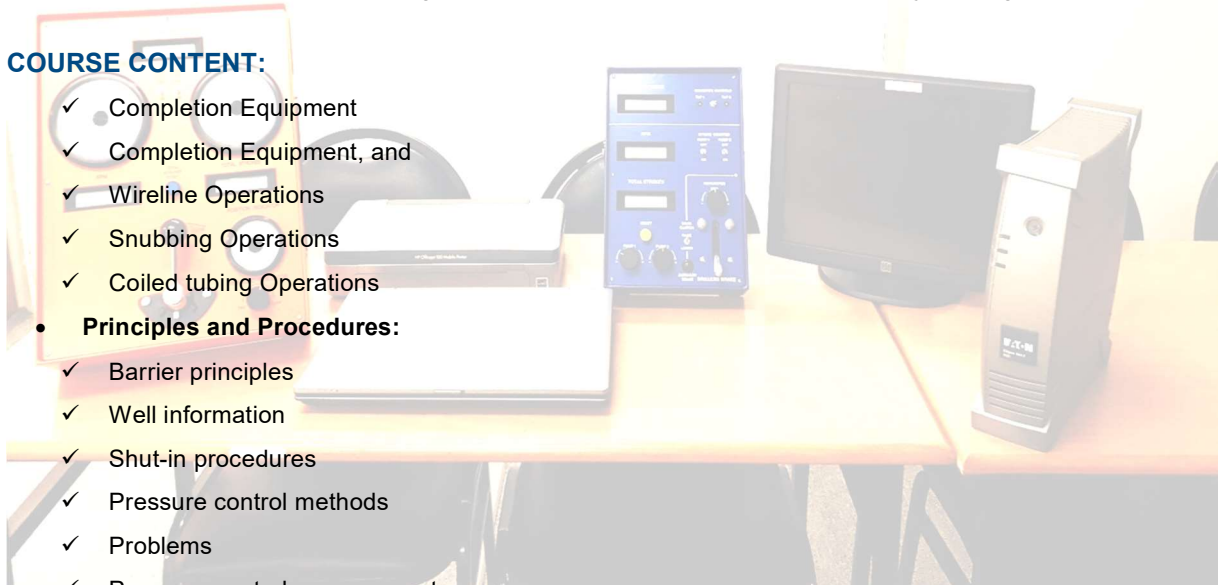 COURSE CONTENT:
✓ Completion Equipment
✓ Completion Equipment, and
✓ Wireline Operations
✓ Snubbing Operations
✓ Coiled tubing Operations
• Principles and Procedures:
✓ Barrier principles
✓ Well information
✓ Shut-in procedures
✓ Pressure control methods
✓ Problems